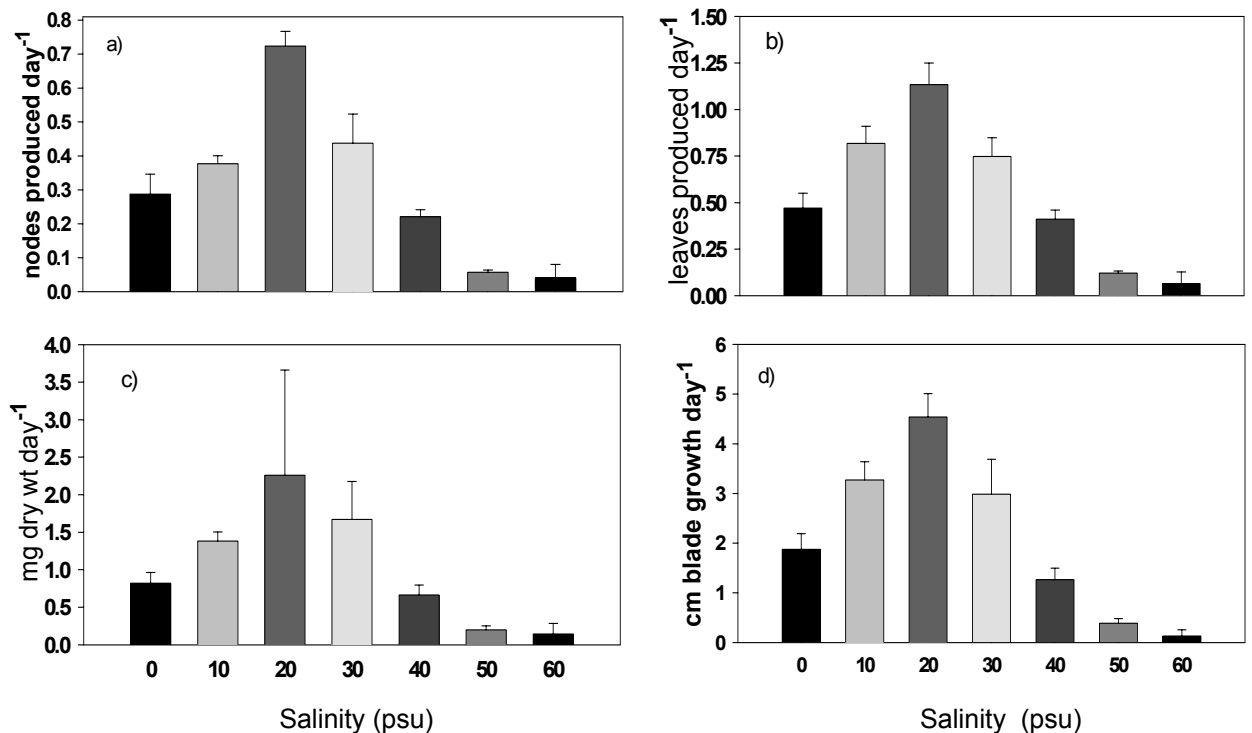 a)
nodes produced day-1
0.8
0.7
0.6
0.5
0.4
0.3
0.2
0.1
0.0
b)
leaves produced day-1
1.50
1.25
1.00
0.75
0.50
0.25
0.00
c)
mg dry wt day-1
4.0
3.5
3.0
2.5
2.0
1.5
1.0
0.5
0.0
0 10 20 30 40 50 60
Salinity (psu)
d)
cm blade growth day-1
6
5
4
3
2
1
0
0 10 20 30 40 50 60
Salinity (psu)